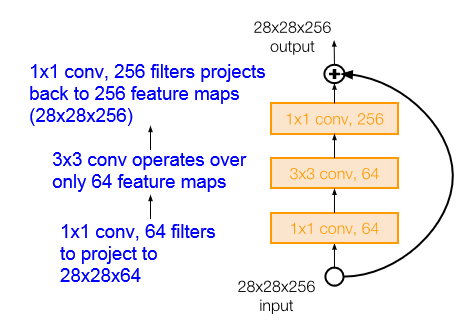 28x28x256
output
1x1 conv, 256 filters projects
back to 256 feature maps
(28x28x256)
1x1 conv, 256
3x3 conv operates over
only 64 feature maps
3x3 conv, 64
1x1 conv, 64 filters
to project to
28x28x64
1x1 conv, 64
28x28x256
input